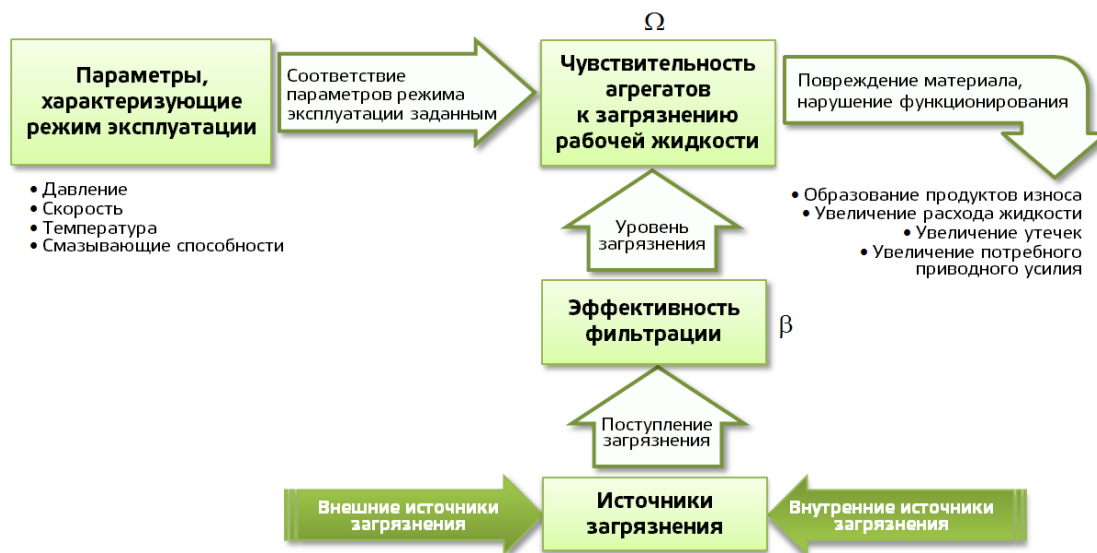 Ω
Параметры,
характеризующие
режим эксплуатации
Соответствие
параметров режима
эксплуатации заданным
Чувствительность
агрегатов
к загрязнению
рабочей жидкости
Повреждение материала,
нарушение функционирования
• Давление
• Скорость
• Температура
• Смазывающие способности
• Образование продуктов износа
• Увеличение расхода жидкости
• Увеличение утечек
• Увеличение потребного
приводного усилия
Уровень
загрязнения
Эффективность
фильтрации
β
Поступление
загрязнения
Внешние источники
загрязнения
Источники
загрязнения
Внутренние источники
загрязнения